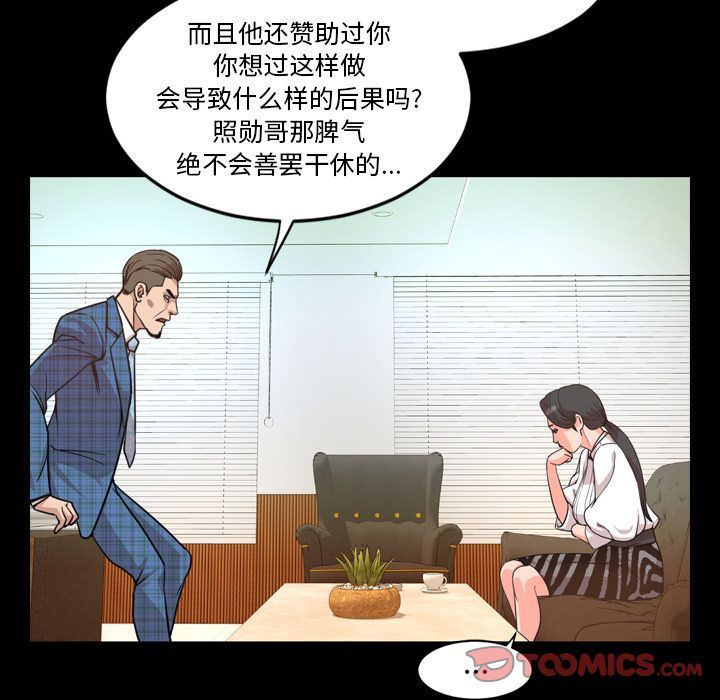 而且他还赞助过你
你想过这样做
会导致什么样的后果吗?
照勋哥那脾气
绝不会善罢干休的...
...
TOOMICS.COM